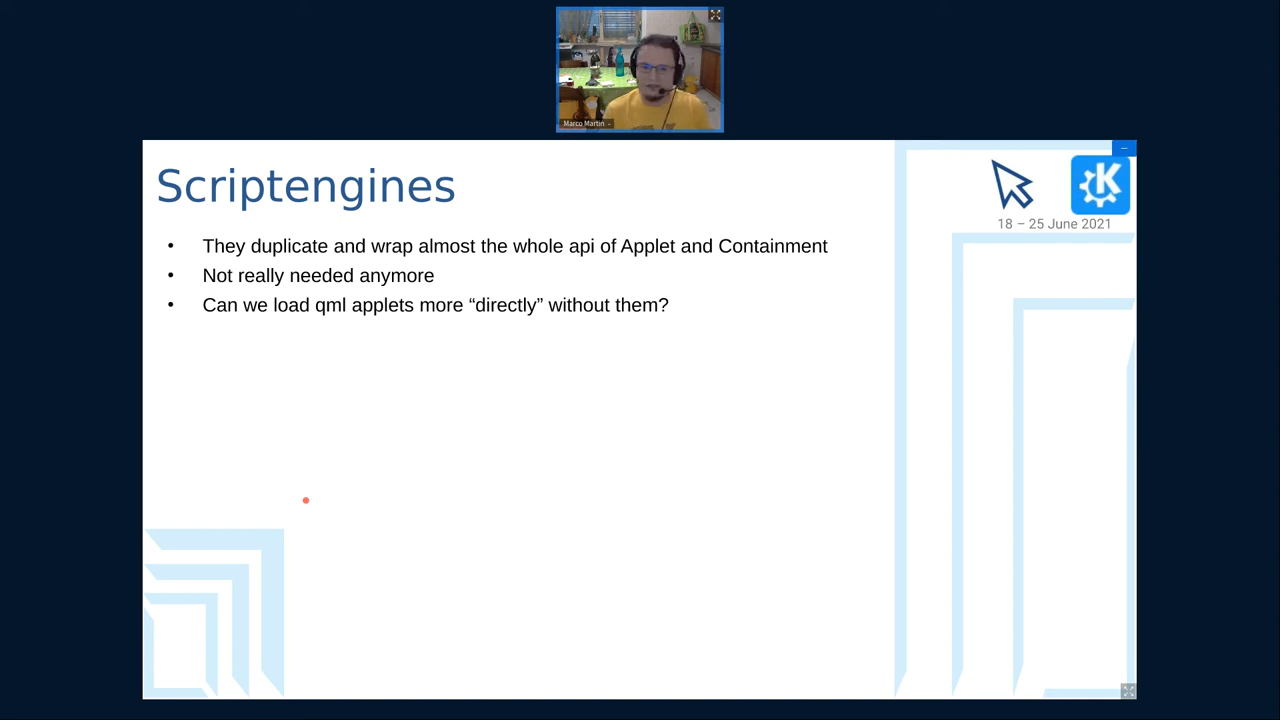 Marco Martin
Scriptengines
18 – 25 June 2021
• They duplicate and wrap almost the whole api of Applet and Containment
• Not really needed anymore
• Can we load qml applets more “directly” without them?